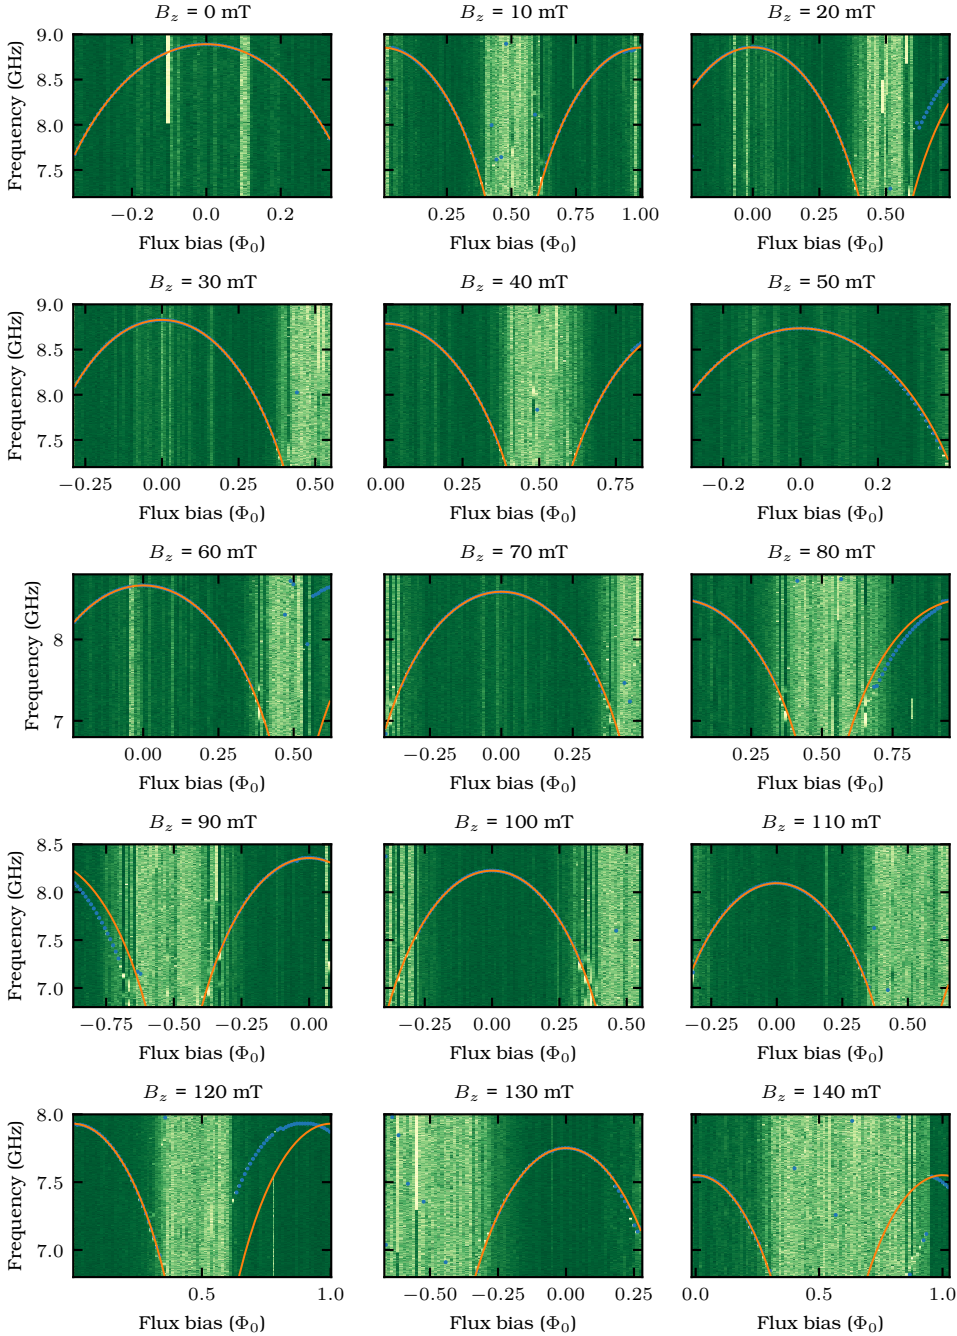 B_z = 0 mT
B_z = 10 mT
B_z = 20 mT
Frequency (GHz)
9.0
8.5
8.0
7.5
−0.2 0.0 0.2
0.25 0.50 0.75 1.00
0.00 0.25 0.50
Flux bias (Φ₀)
Flux bias (Φ₀)
Flux bias (Φ₀)
B_z = 30 mT
B_z = 40 mT
B_z = 50 mT
Frequency (GHz)
9.0
8.5
8.0
7.5
−0.25 0.00 0.25 0.50
0.00 0.25 0.50 0.75
−0.2 0.0 0.2
Flux bias (Φ₀)
Flux bias (Φ₀)
Flux bias (Φ₀)
B_z = 60 mT
B_z = 70 mT
B_z = 80 mT
Frequency (GHz)
8
7
0.00 0.25 0.50
−0.25 0.00 0.25
0.25 0.50 0.75
Flux bias (Φ₀)
Flux bias (Φ₀)
Flux bias (Φ₀)
B_z = 90 mT
B_z = 100 mT
B_z = 110 mT
Frequency (GHz)
8.5
8.0
7.5
7.0
−0.75 −0.50 −0.25 0.00
−0.25 0.00 0.25 0.50
−0.25 0.00 0.25 0.50
Flux bias (Φ₀)
Flux bias (Φ₀)
Flux bias (Φ₀)
B_z = 120 mT
B_z = 130 mT
B_z = 140 mT
Frequency (GHz)
8.0
7.5
7.0
0.5 1.0
−0.50 −0.25 0.00 0.25
0.0 0.5 1.0
Flux bias (Φ₀)
Flux bias (Φ₀)
Flux bias (Φ₀)